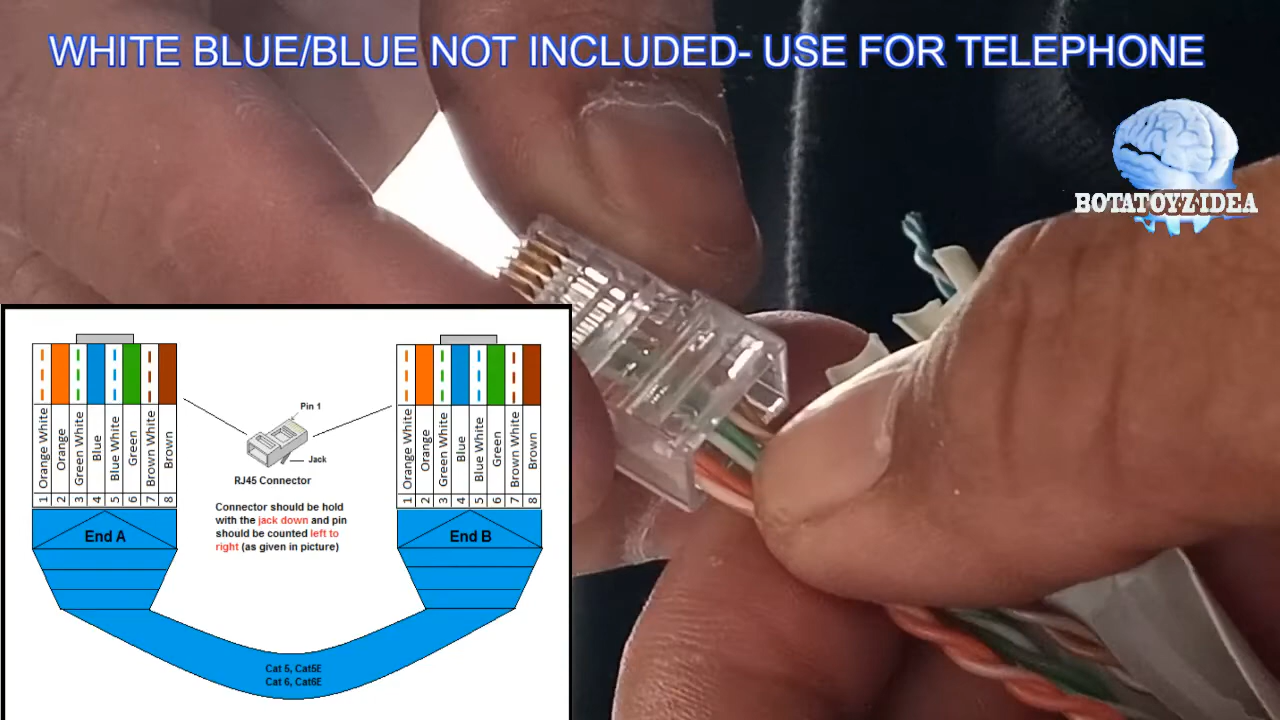 WHITE BLUE/BLUE NOT INCLUDED- USE FOR TELEPHONE
BOTATOYZIDEA
Orange White
Orange
Green White
Blue
Blue White
Green
Brown White
Brown
1 2 3 4 5 6 7 8
End A
Pin 1
Jack
RJ45 Connector
Connector should be hold
with the jack down and pin
should be counted left to
right (as given in picture)
Orange White
Orange
Green White
Blue
Blue White
Green
Brown White
Brown
1 2 3 4 5 6 7 8
End B
Cat 5, Cat5E
Cat 6, Cat6E